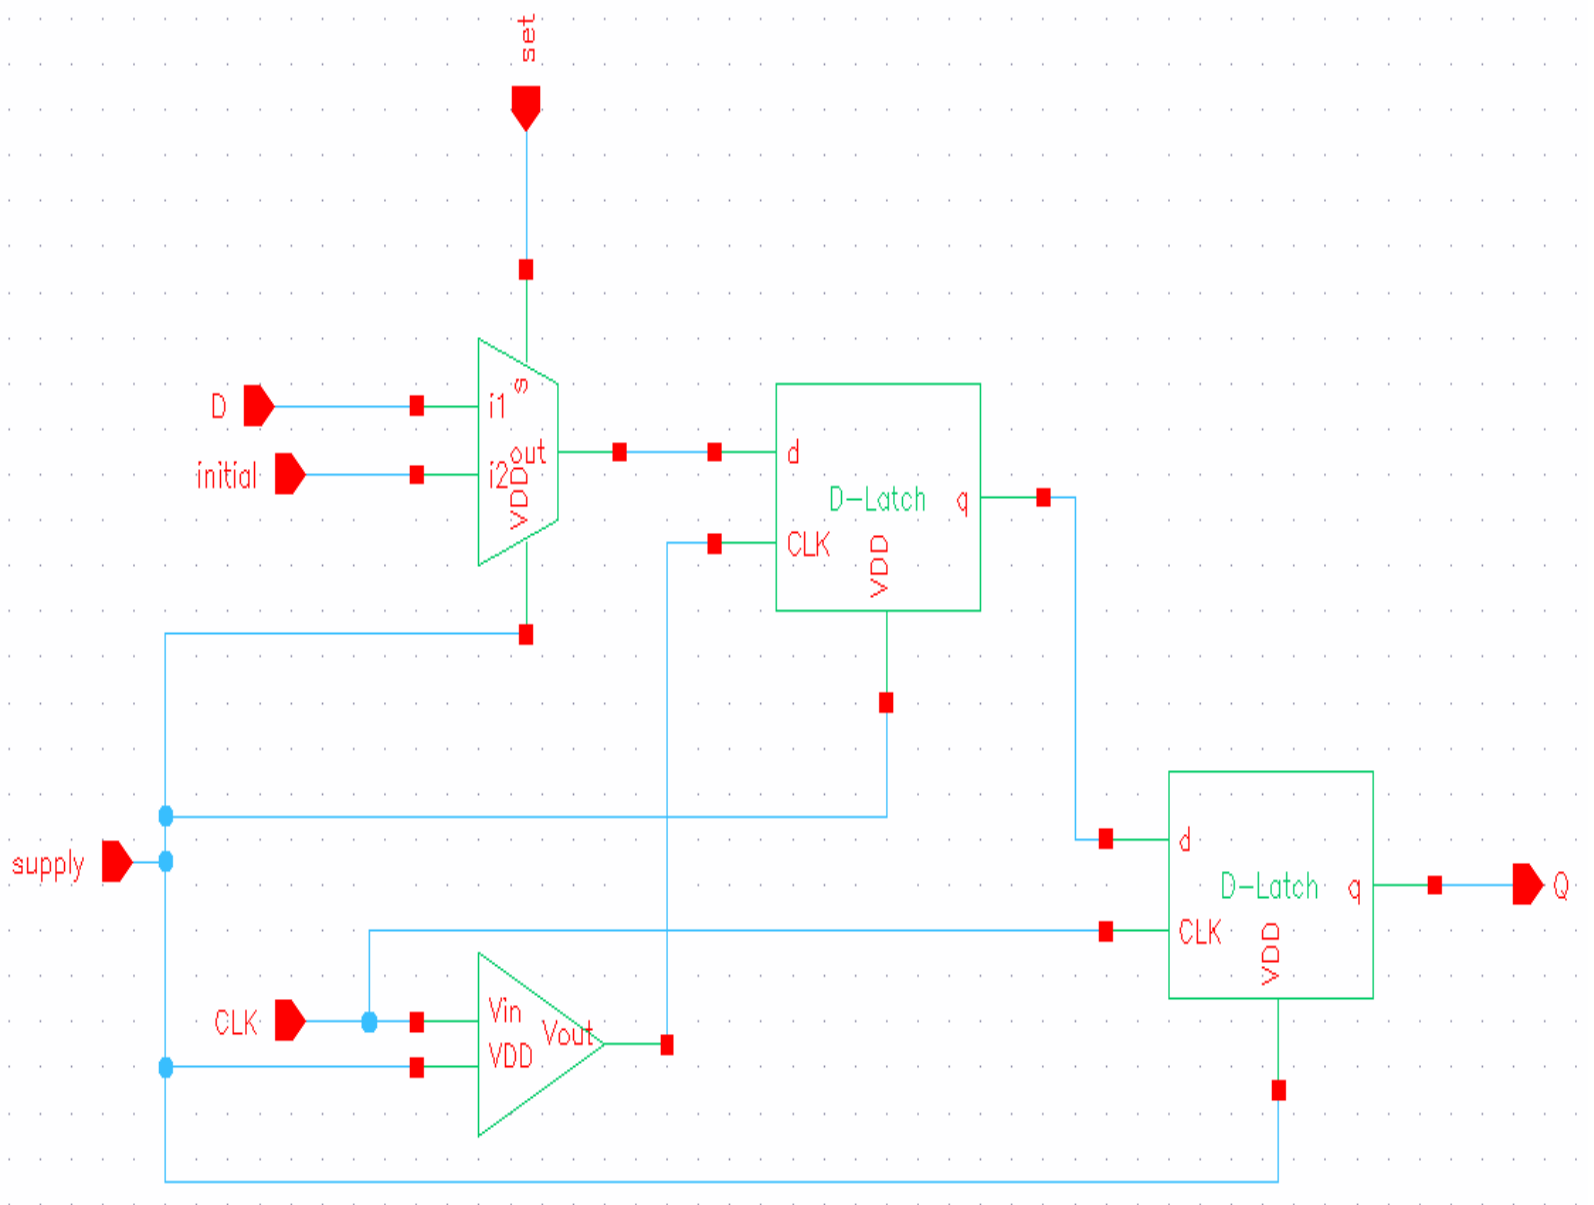 set
D
i1
s
initial
i2
out
VDD
d
D-Latch
q
CLK
VDD
supply
d
D-Latch
q
Q
CLK
VDD
CLK
Vin
Vout
VDD